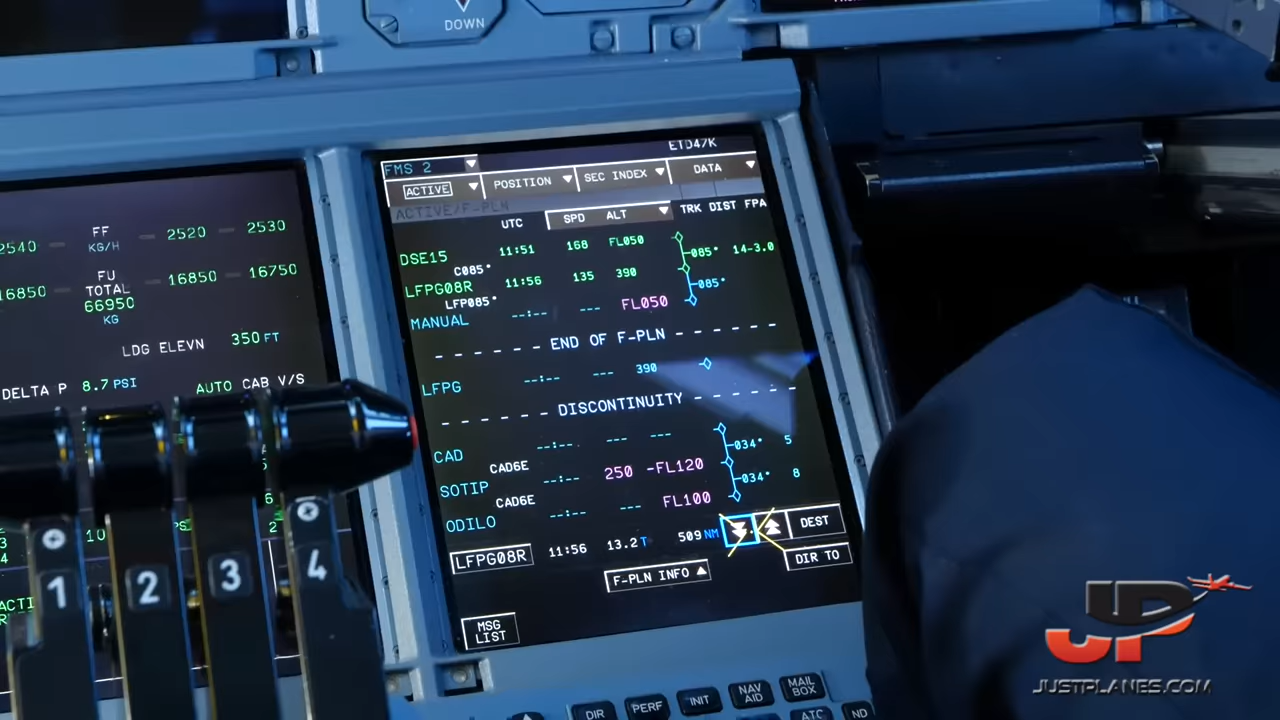 DOWN
2540 - FF - 2520 - 2530
KG/H
16850 - FU - 16850 - 16750
TOTAL
66950
KG
LDG ELEVN 350 FT
DELTA P 8.7 PSI AUTO CAB V/S
1
2
3
4
FMS 2
ACTIVE POSITION SEC INDEX DATA
ACTIVE/F-PLN
UTC SPD ALT TRK DIST FPA
DSE15 11:51 168 FL050
C085° 085° 14-3.0
LFPG08R 11:56 135 390
LFP085° 085°
MANUAL --:-- --- FL050
- - - - - - END OF F-PLN - - - - - -
LFPG --:-- --- 390
- - - - - - DISCONTINUITY - - - - - -
CAD --:-- --- ---
CAD6E 034° 5
SOTIP --:-- 250 -FL120
CAD6E 034° 8
ODILO --:-- --- FL100
LFPG08R 11:56 13.2T 509NM DEST
F-PLN INFO DIR TO
MSG
LIST
DIR PERF INIT NAV AID MAIL BOX
ATC ND
JP
JUSTPLANES.COM